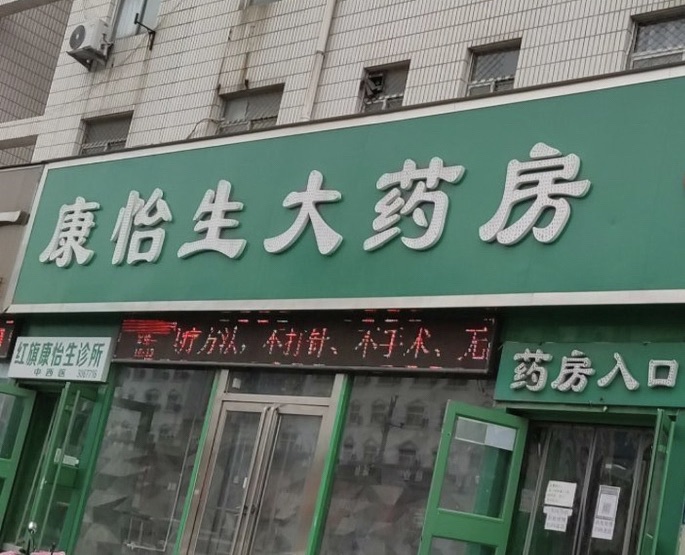 康怡生大药房
疗方法，不打针、不手术、无
药房入口
红旗康怡生诊所
中西医